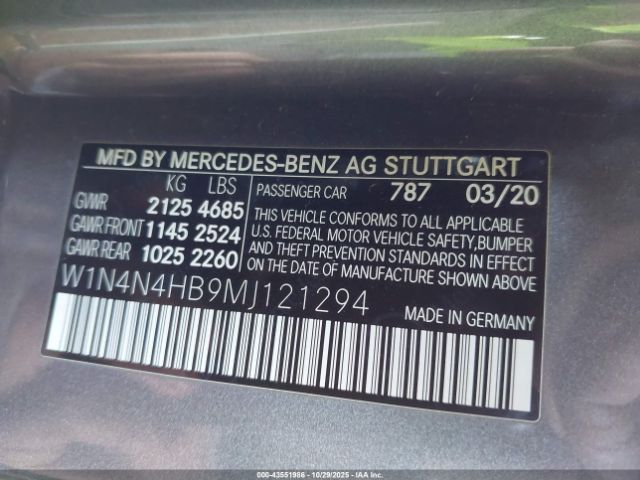 MFD BY MERCEDES-BENZ AG STUTTGART
KG LBS
GVWR 2125 4685
GAWR FRONT 1145 2524
GAWR REAR 1025 2260
PASSENGER CAR 787 03/20
THIS VEHICLE CONFORMS TO ALL APPLICABLE
U.S. FEDERAL MOTOR VEHICLE SAFETY, BUMPER
AND THEFT PREVENTION STANDARDS IN EFFECT
ON THE DATE OF MANUFACTURE SHOWN ABOVE.
W1N4N4HB9MJ121294
MADE IN GERMANY
000-43551986 | 10/29/2025 | IAA Inc.